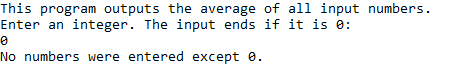 This program outputs the average of all input numbers.
Enter an integer. The input ends if it is 0:
0
No numbers were entered except 0.